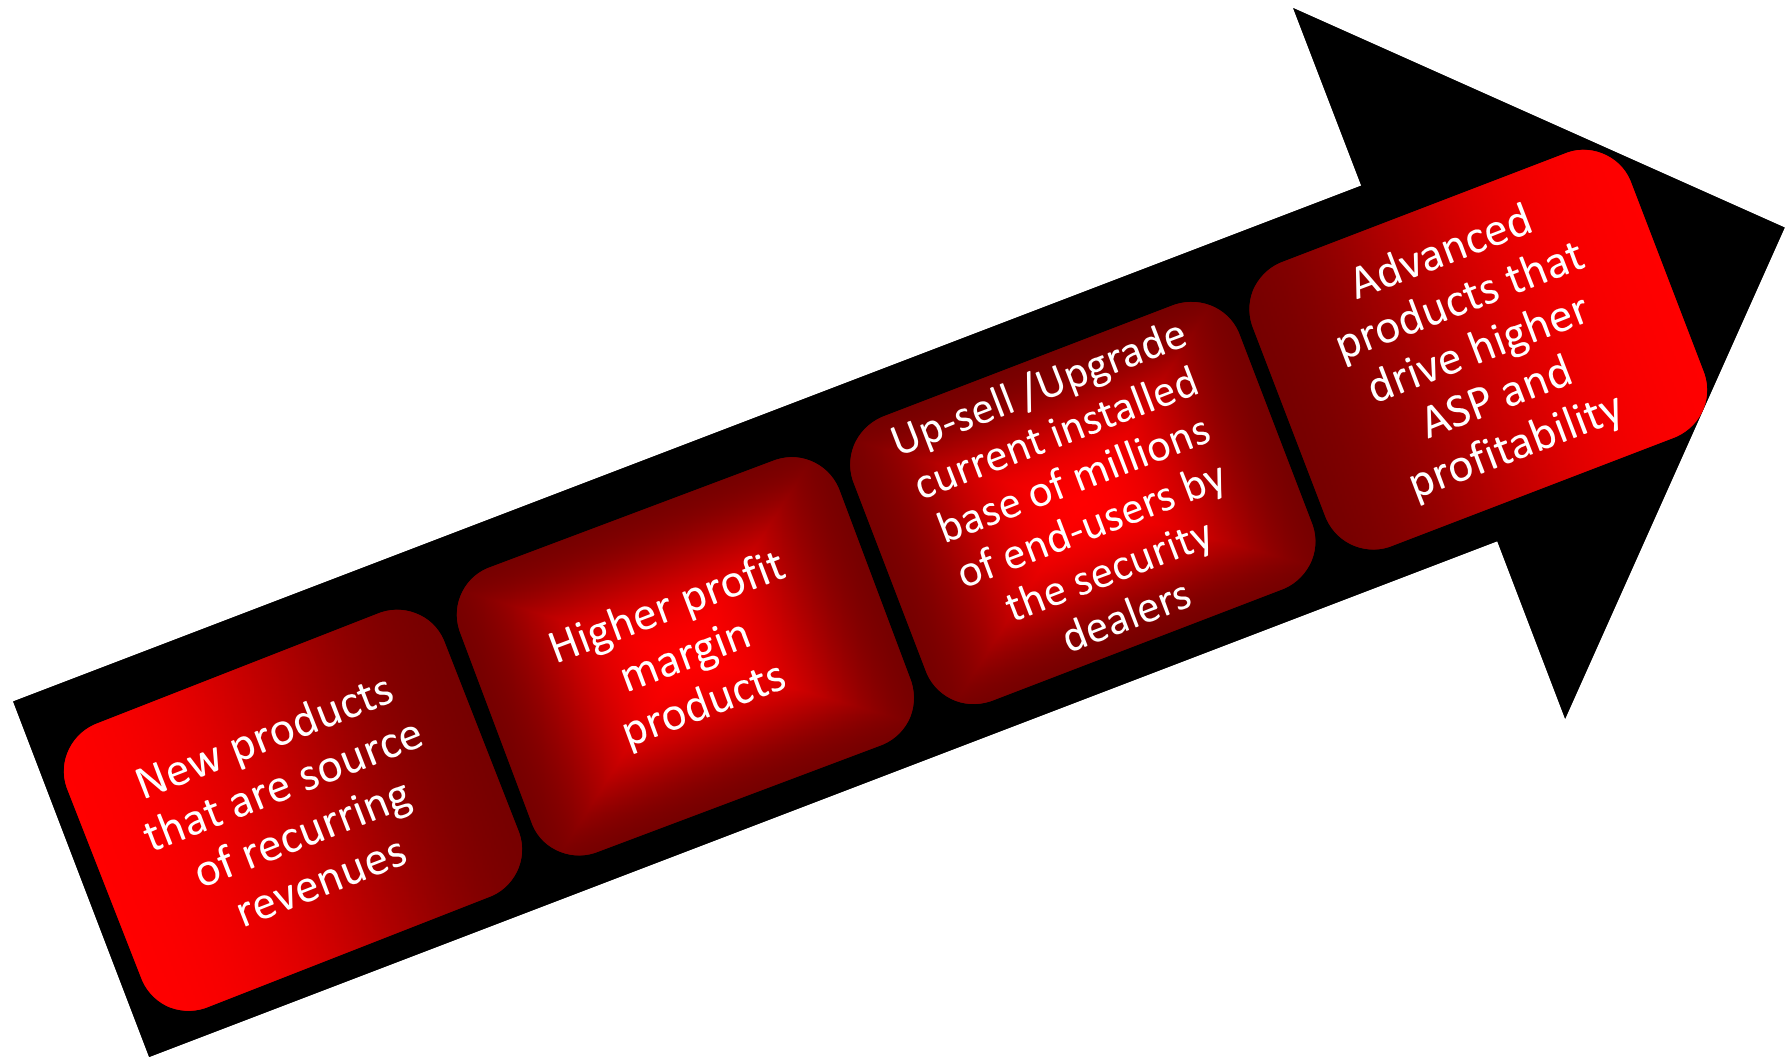 New products
that are source
of recurring
revenues
Higher profit
margin
products
Up-sell /Upgrade
current installed
base of millions
of end-users by
the security
dealers
Advanced
products that
drive higher
ASP and
profitability